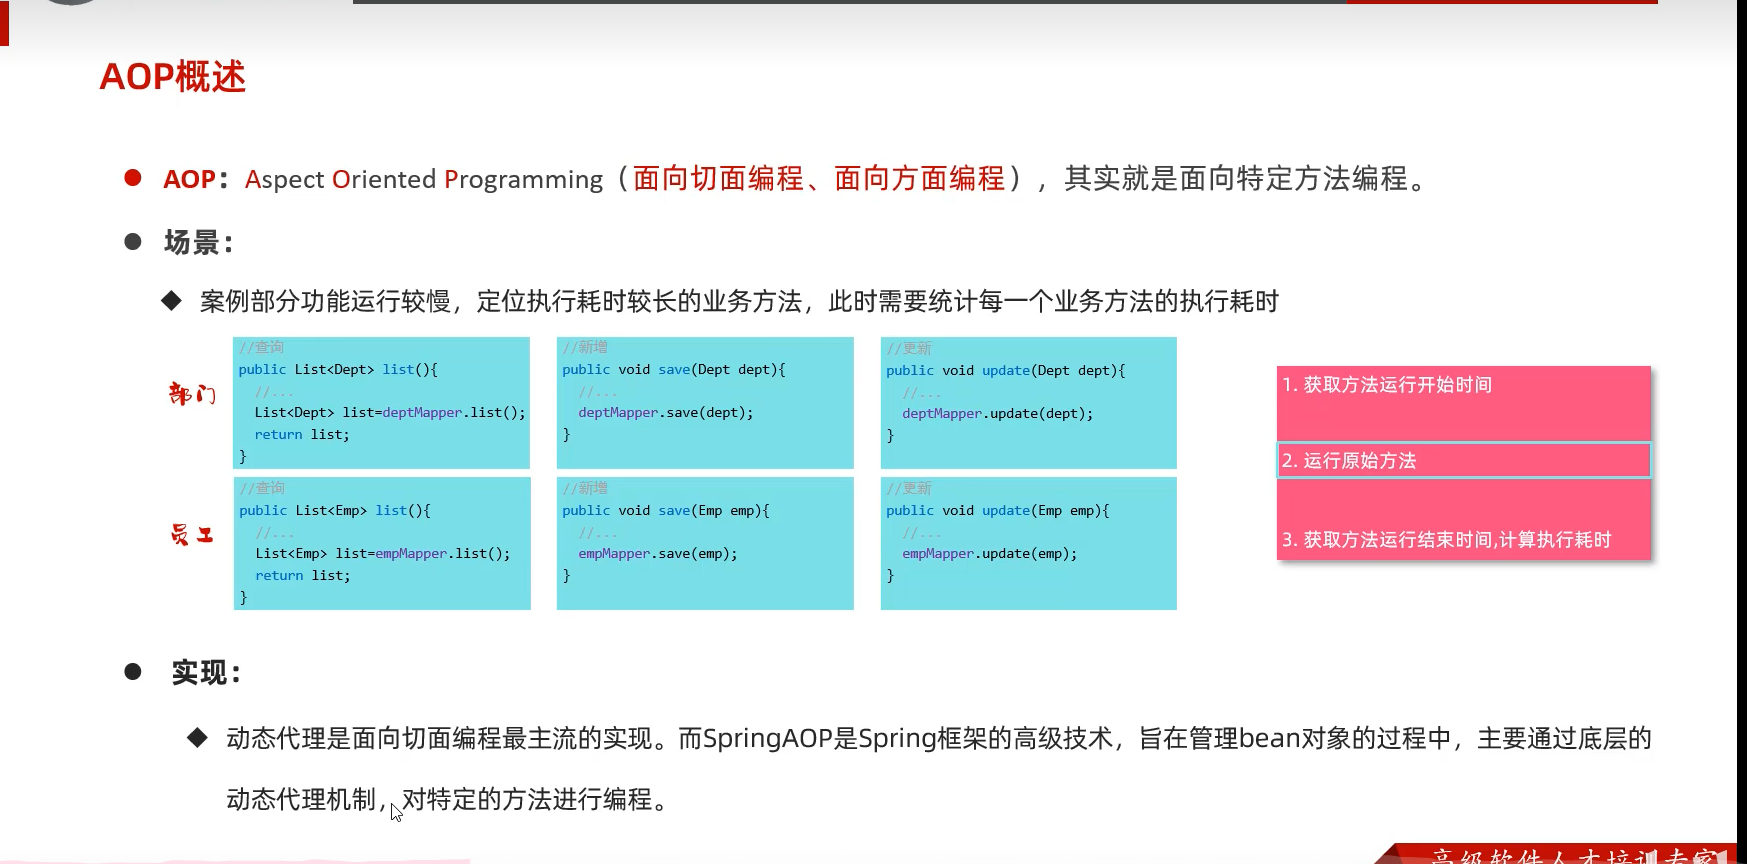 AOP概述
AOP：Aspect Oriented Programming（面向切面编程、面向方面编程），其实就是面向特定方法编程。
场景：
案例部分功能运行较慢，定位执行耗时较长的业务方法，此时需要统计每一个业务方法的执行耗时
部门
//查询
public List<Dept> list(){
//...
List<Dept> list=deptMapper.list();
return list;
}
//新增
public void save(Dept dept){
//...
deptMapper.save(dept);
}
//更新
public void update(Dept dept){
//...
deptMapper.update(dept);
}
员工
//查询
public List<Emp> list(){
//...
List<Emp> list=empMapper.list();
return list;
}
//新增
public void save(Emp emp){
//...
empMapper.save(emp);
}
//更新
public void update(Emp emp){
//...
empMapper.update(emp);
}
1. 获取方法运行开始时间
2. 运行原始方法
3. 获取方法运行结束时间,计算执行耗时
实现：
动态代理是面向切面编程最主流的实现。而SpringAOP是Spring框架的高级技术，旨在管理bean对象的过程中，主要通过底层的
动态代理机制，对特定的方法进行编程。
高级软件人才培训专家